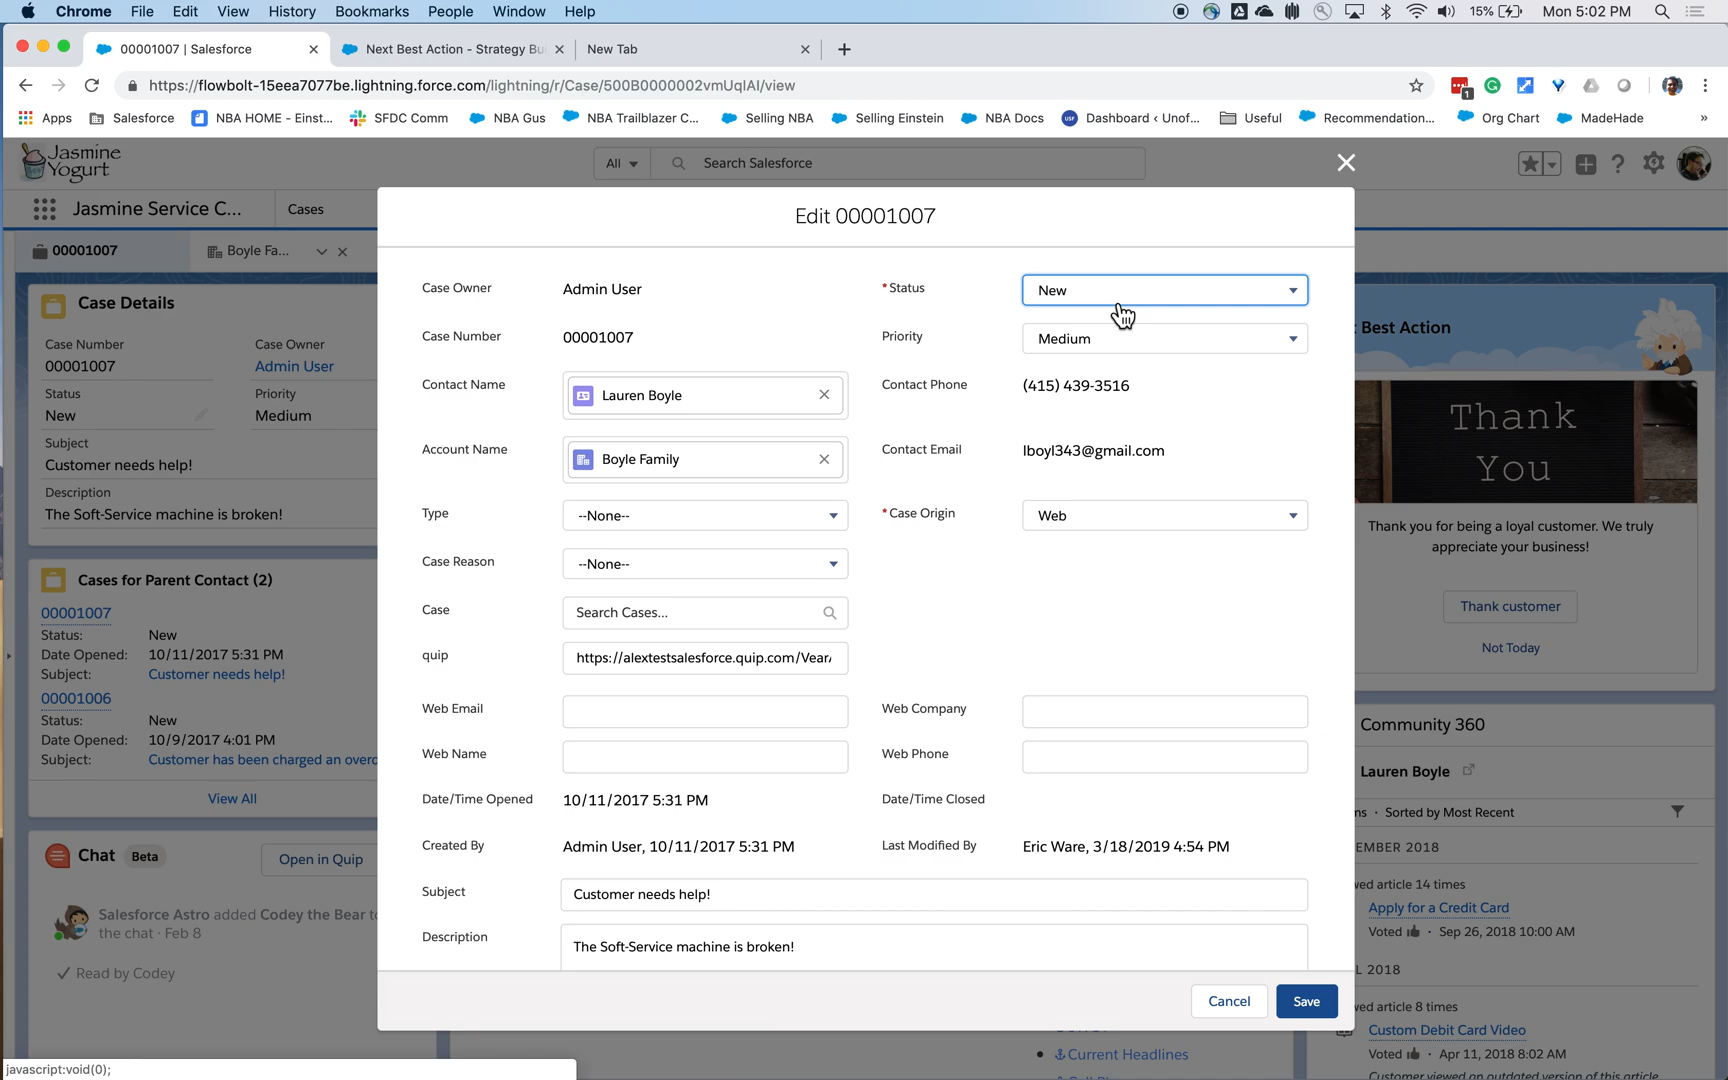 Chrome File Edit View History Bookmarks People Window Help 15% Mon 5:02 PM
00001007 | Salesforce Next Best Action - Strategy Bu New Tab
https://flowbolt-15eea7077be.lightning.force.com/lightning/r/Case/500B0000002vmUqIAI/view
Apps Salesforce NBA HOME - Einst... SFDC Comm NBA Gus NBA Trailblazer C... Selling NBA Selling Einstein NBA Docs Dashboard ‹ Unof... Useful Recommendation... Org Chart MadeHade »
Jasmine Yogurt
All Search Salesforce
Jasmine Service C... Cases
00001007 Boyle Fa...
Case Details
Case Number Case Owner
00001007 Admin User
Status Priority
New Medium
Subject
Customer needs help!
Description
The Soft-Service machine is broken!
Cases for Parent Contact (2)
00001007
Status: New
Date Opened: 10/11/2017 5:31 PM
Subject: Customer needs help!
00001006
Status: New
Date Opened: 10/9/2017 4:01 PM
Subject: Customer has been charged an overd
View All
Chat Beta Open in Quip
Salesforce Astro added Codey the Bear to
the chat · Feb 8
✓ Read by Codey
javascript:void(0);
Edit 00001007
Case Owner Admin User
*Status New
Case Number 00001007
Priority Medium
Contact Name Lauren Boyle
Contact Phone (415) 439-3516
Account Name Boyle Family
Contact Email lboyl343@gmail.com
Type --None--
*Case Origin Web
Case Reason --None--
Case Search Cases...
quip https://alextestsalesforce.quip.com/Vear
Web Email
Web Company
Web Name
Web Phone
Date/Time Opened 10/11/2017 5:31 PM
Date/Time Closed
Created By Admin User, 10/11/2017 5:31 PM
Last Modified By Eric Ware, 3/18/2019 4:54 PM
Subject Customer needs help!
Description The Soft-Service machine is broken!
Cancel Save
Current Headlines
Best Action
Thank
You
Thank you for being a loyal customer. We truly
appreciate your business!
Thank customer
Not Today
Community 360
Lauren Boyle
ns · Sorted by Most Recent
EMBER 2018
wed article 14 times
Apply for a Credit Card
Voted · Sep 26, 2018 10:00 AM
L 2018
wed article 8 times
Custom Debit Card Video
Voted · Apr 11, 2018 8:02 AM
Customer viewed an outdated version of this article